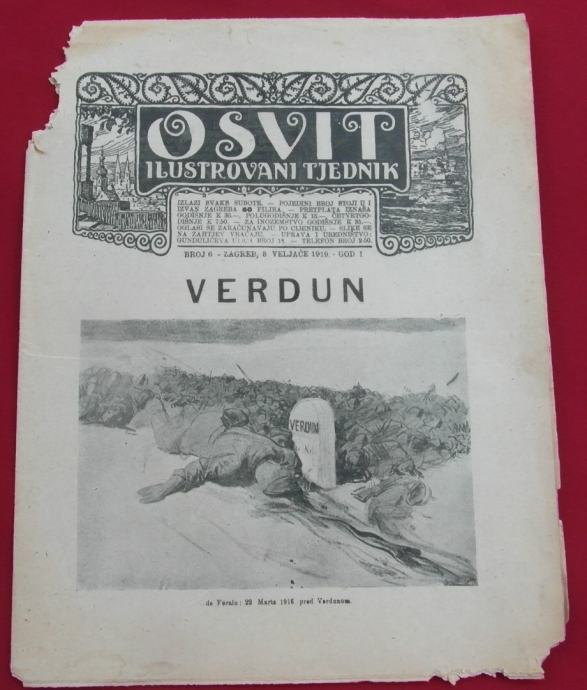 OSVIT
ILUSTROVANI TJEDNIK
IZLAZI SVAKE SUBOTE. — POJEDINI BROJ STOJI U I
IZVAN ZAGREBA 60 FILIRA. — PRETPLATA IZNAŠA
GODIŠNJE K 30.—, POLUGODIŠNJE K 15.—, ČETVRTGO-
DIŠNJE K 7.50. — ZA INOZEMSTVO GODIŠNJE K 35.—.
OGLASI SE ZARAČUNAVAJU PO CIJENIKU. — SLIKE SE
NA ZAHTJEV VRAĆAJU. — UPRAVA I UREDNIŠTVO:
GUNDULIĆEVA ULICA BROJ — TELEFON BROJ 2-50.
BROJ 6 - ZAGREB, 8. VELJAČE 1919. - GOD I
VERDUN
VERDUN
de Forain: 22 Marta 1916 pred Verdunom.